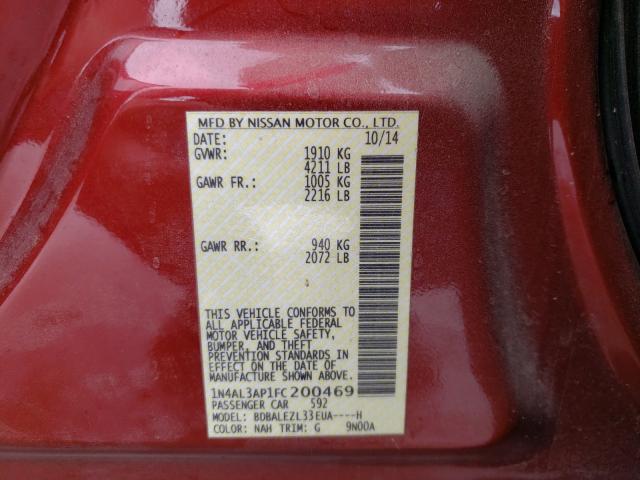 MFD BY NISSAN MOTOR CO., LTD.
DATE: 10/14
GVWR: 1910 KG
4211 LB
GAWR FR.: 1005 KG
2216 LB
GAWR RR.: 940 KG
2072 LB
THIS VEHICLE CONFORMS TO
ALL APPLICABLE FEDERAL
MOTOR VEHICLE SAFETY,
BUMPER, AND THEFT
PREVENTION STANDARDS IN
EFFECT ON THE DATE OF
MANUFACTURE SHOWN ABOVE.
1N4AL3AP1FC200469
PASSENGER CAR 592
MODEL: BDBALEZL33EUA----H
COLOR: NAH TRIM: G 9N00A